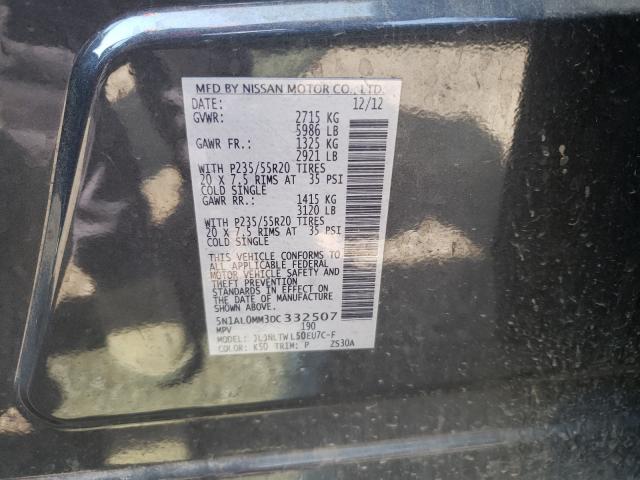 MFD BY NISSAN MOTOR CO., LTD.
DATE: 12/12
GVWR: 2715 KG
5986 LB
GAWR FR.: 1325 KG
2921 LB
WITH P235/55R20 TIRES
20 X 7.5 RIMS AT 35 PSI
COLD SINGLE
GAWR RR.: 1415 KG
3120 LB
WITH P235/55R20 TIRES
20 X 7.5 RIMS AT 35 PSI
COLD SINGLE
THIS VEHICLE CONFORMS TO
ALL APPLICABLE FEDERAL
MOTOR VEHICLE SAFETY AND
THEFT PREVENTION
STANDARDS IN EFFECT ON
THE DATE OF MANUFACTURE
SHOWN ABOVE.
5N1AL0MM3DC332507
MPV 190
MODEL: JLJNLTWL50EU7C-F
COLOR: K50 TRIM: P ZS30A